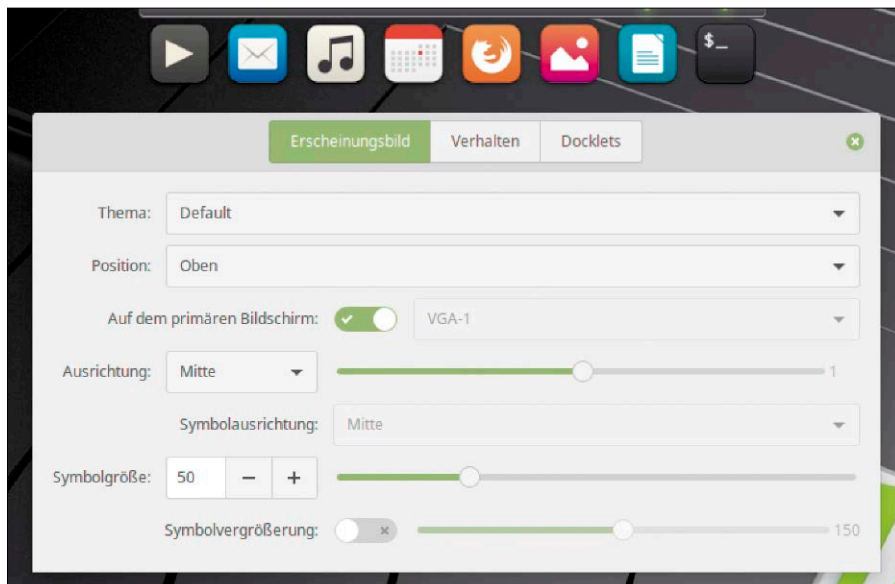 $_
Erscheinungsbild Verhalten Docklets
Thema: Default
Position: Oben
Auf dem primären Bildschirm: VGA-1
Ausrichtung: Mitte 1
Symbolausrichtung: Mitte
Symbolgröße: 50 − +
Symbolvergrößerung: 150